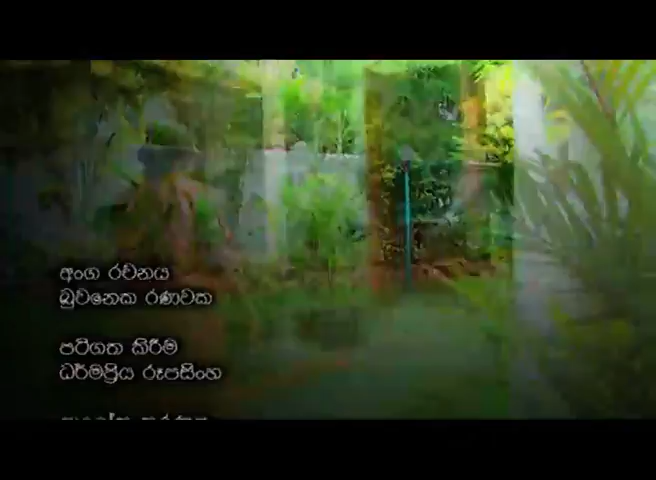 අංග රචනය
බුවනෙක රණවක
පටිගත කිරීම
ධර්මප්‍රිය රූපසිංහ